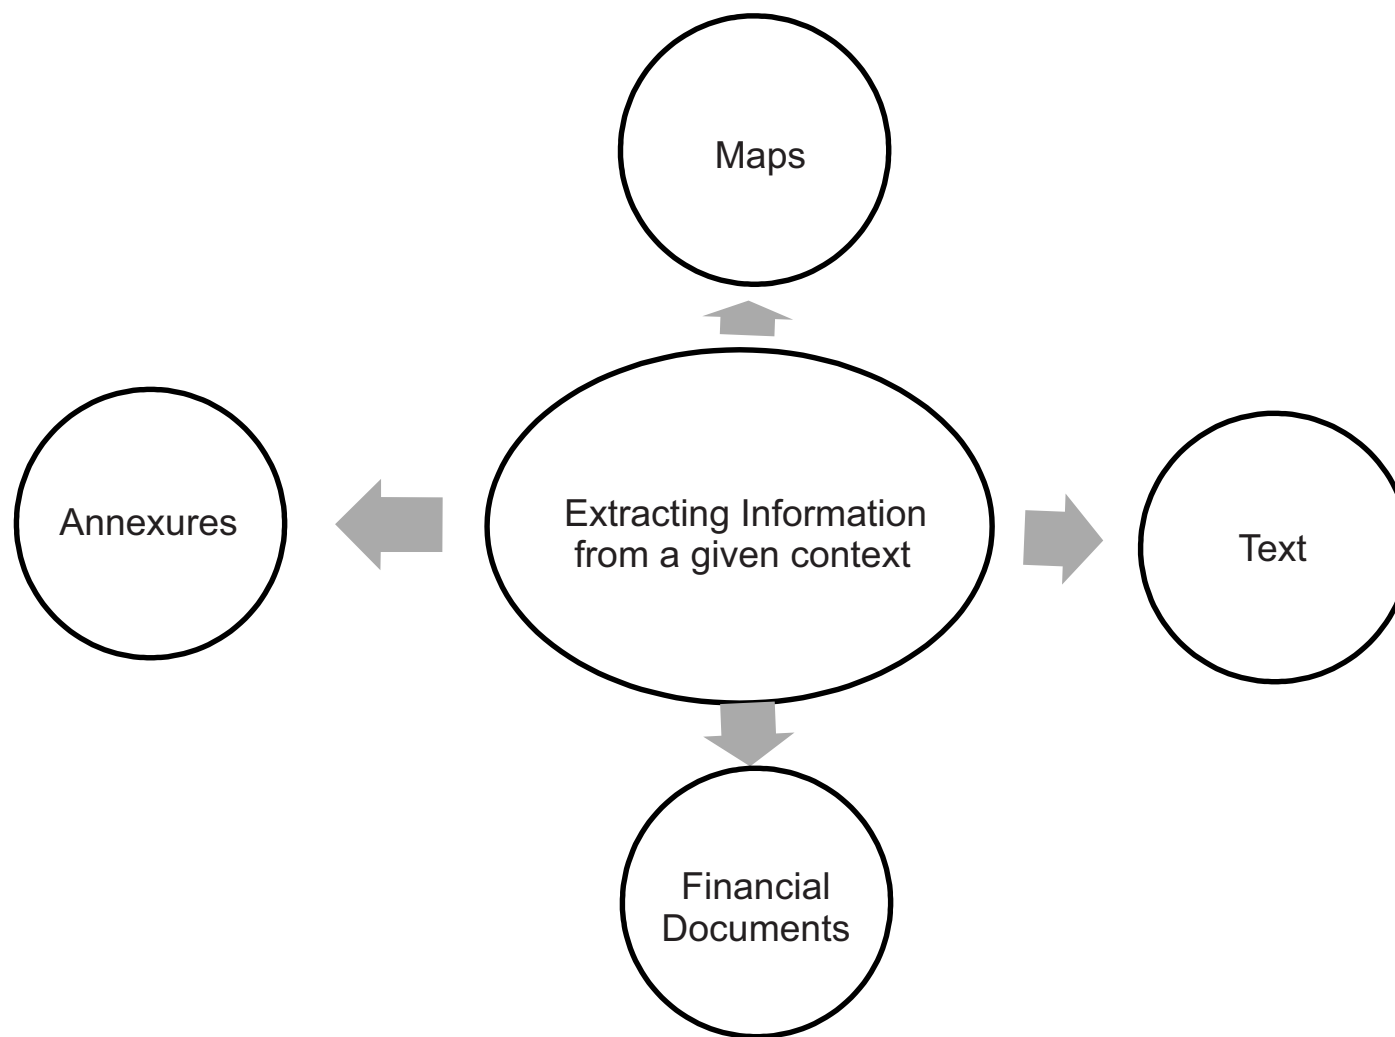 Maps
Annexures
Extracting Information
from a given context
Text
Financial
Documents